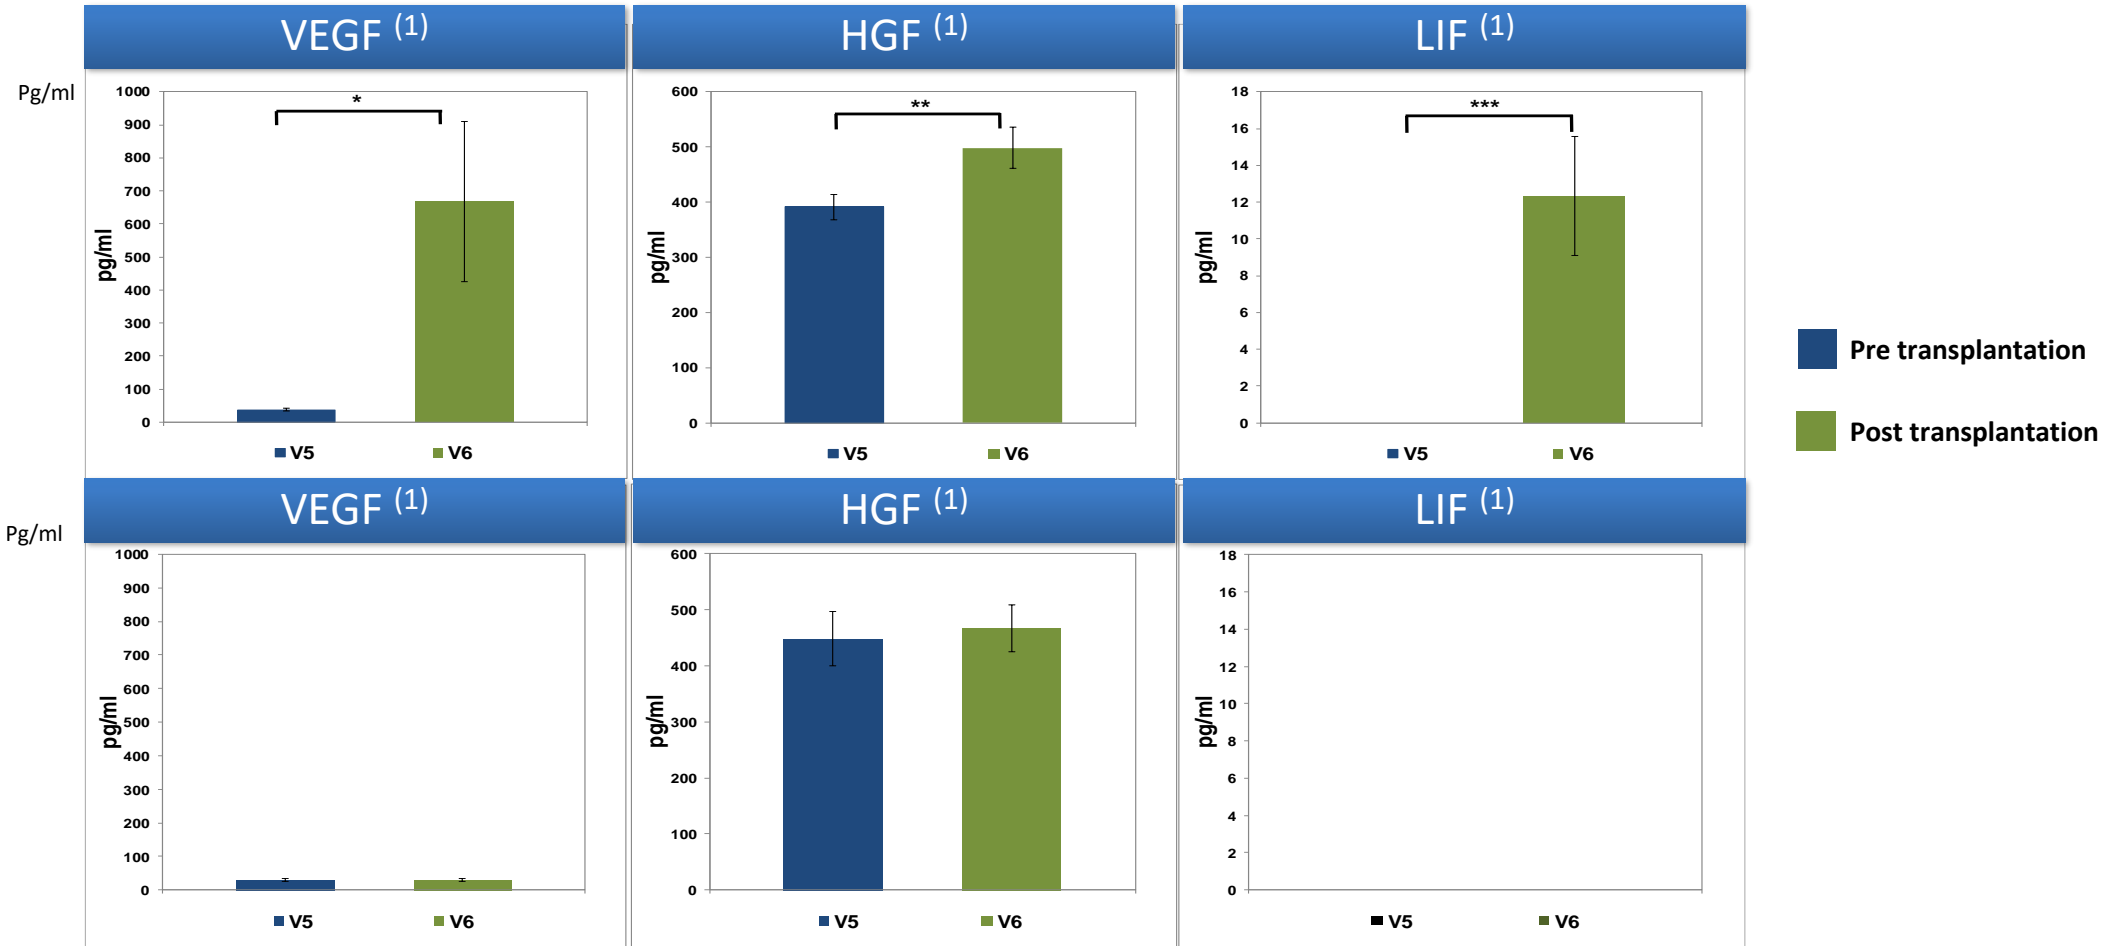 VEGF (1)
HGF (1)
LIF (1)
Pg/ml
pg/ml
1000
900
800
700
600
500
400
300
200
100
0
*
V5 V6
pg/ml
600
500
400
300
200
100
0
**
V5 V6
pg/ml
18
16
14
12
10
8
6
4
2
0
***
V5 V6
Pre transplantation
Post transplantation
VEGF (1)
HGF (1)
LIF (1)
Pg/ml
pg/ml
1000
900
800
700
600
500
400
300
200
100
0
V5 V6
pg/ml
600
500
400
300
200
100
0
V5 V6
pg/ml
18
16
14
12
10
8
6
4
2
0
V5 V6